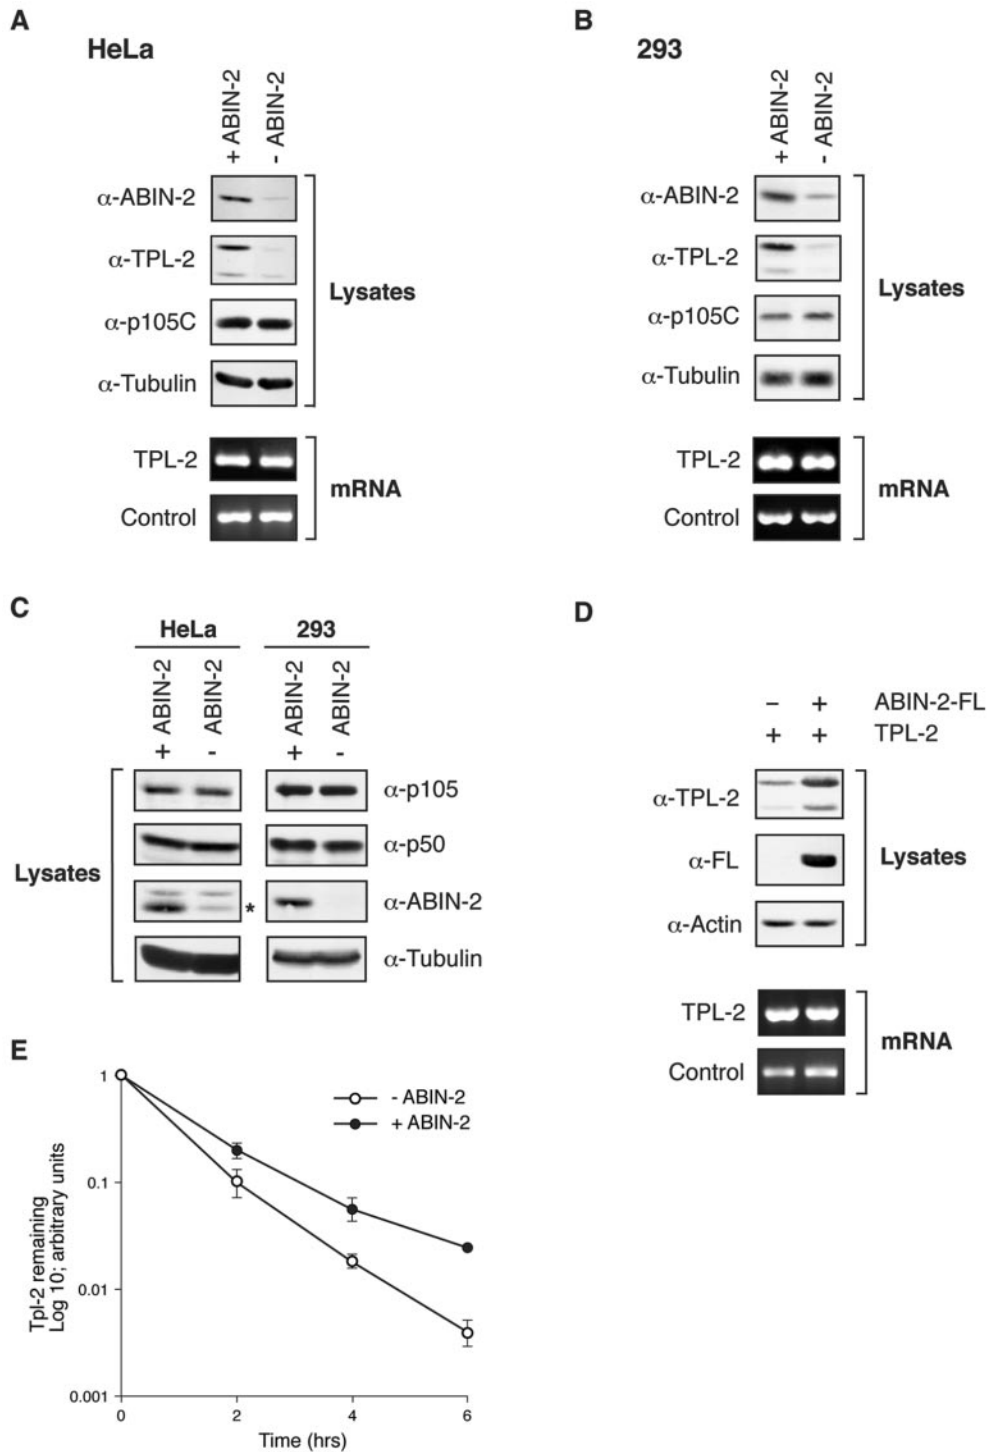 A
HeLa
+ ABIN-2
- ABIN-2
α-ABIN-2
α-TPL-2
α-p105C
α-Tubulin
Lysates
TPL-2
Control
mRNA
B
293
+ ABIN-2
- ABIN-2
α-ABIN-2
α-TPL-2
α-p105C
α-Tubulin
Lysates
TPL-2
Control
mRNA
C
HeLa 293
+ ABIN-2
- ABIN-2
+ ABIN-2
- ABIN-2
α-p105
α-p50
* α-ABIN-2
α-Tubulin
Lysates
D
– + ABIN-2-FL
+ + TPL-2
α-TPL-2
α-FL
α-Actin
Lysates
TPL-2
Control
mRNA
E
- ABIN-2
+ ABIN-2
Tpl-2 remaining
Log 10; arbitrary units
1
0.1
0.01
0.001
0 2 4 6
Time (hrs)